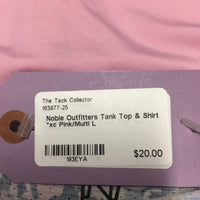 The Tack Collector
163977-25
Noble Outfitters Tank Top & Shirt
*xc Pink/Multi L
193EYA
$20.00